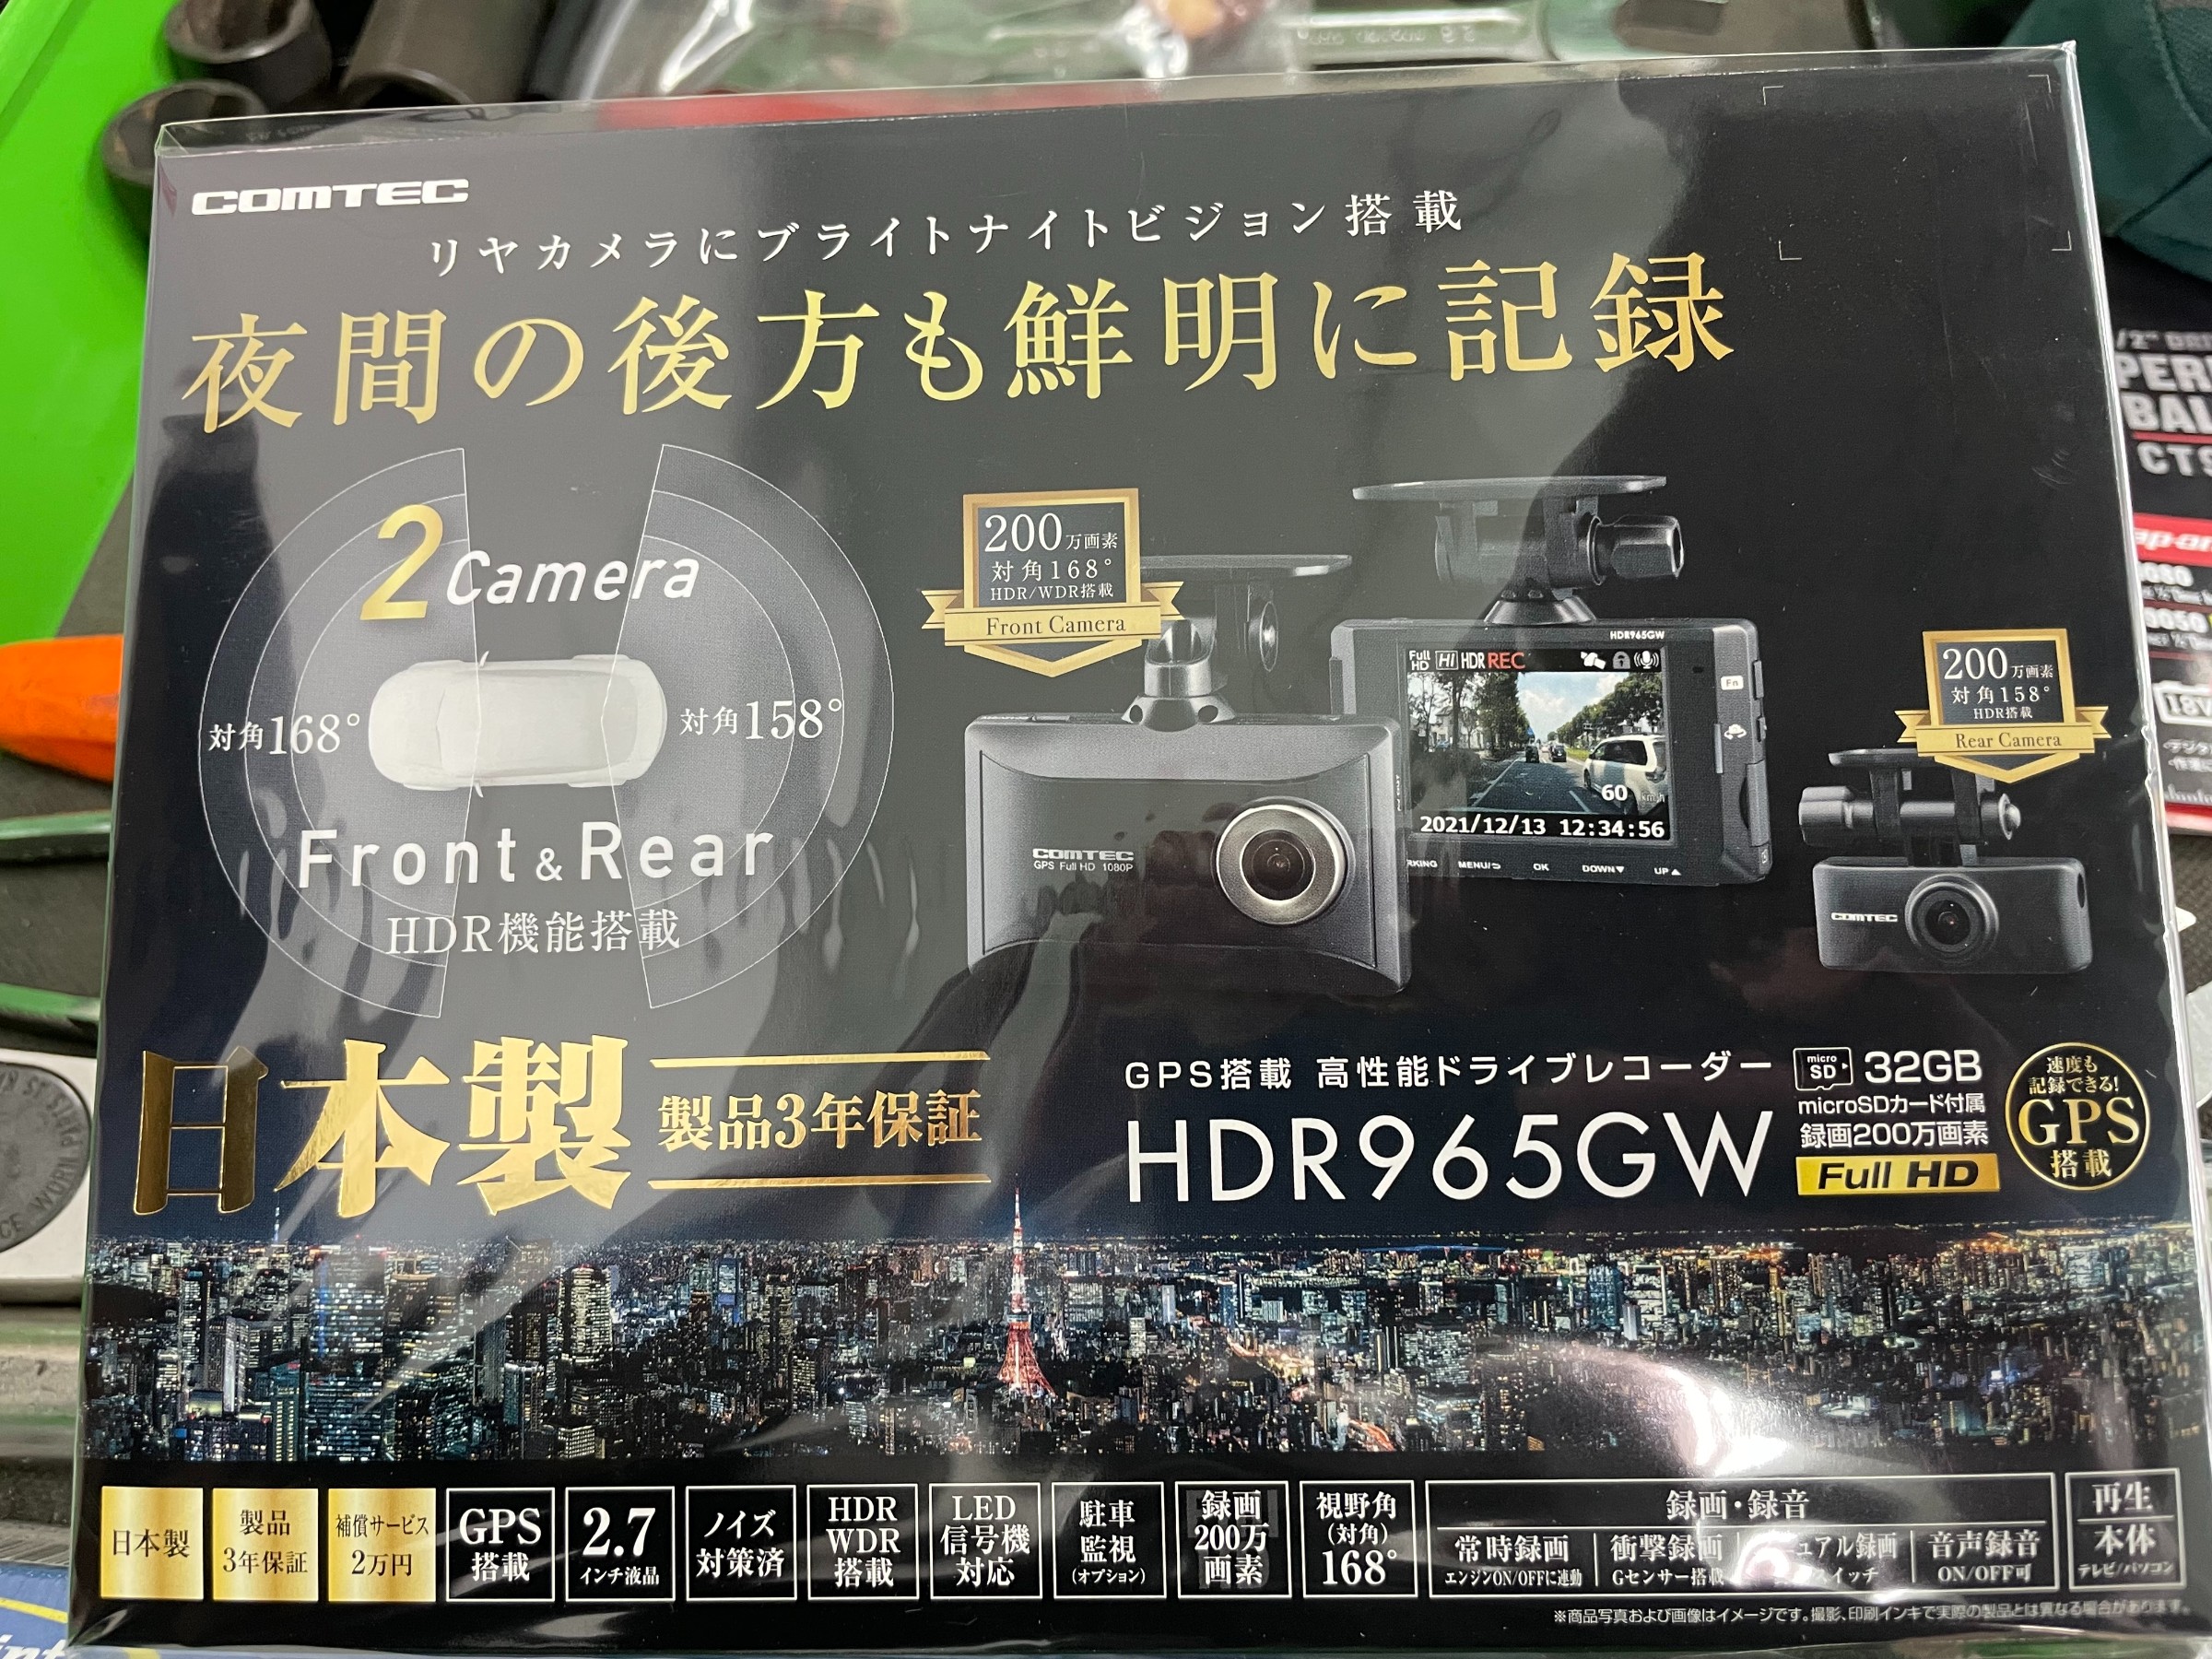 COMTEC
リヤカメラにブライトナイトビジョン搭載
夜間の後方も鮮明に記録
2 Camera
対角168°
対角158°
Front & Rear
HDR機能搭載
200万画素
対角168°
HDR/WDR搭載
Front Camera
COMTEC
GPS Full HD 1080P
HDR965GW
Full HD HDR REC
Fn
60 km/h
2021/12/13 12:34:56
MENU OK DOWN▼ UP▲
200万画素
対角158°
HDR搭載
Rear Camera
COMTEC
日本製
製品3年保証
GPS搭載 高性能ドライブレコーダー
HDR965GW
micro SD 32GB
microSDカード付属
録画200万画素
Full HD
速度も
記録できる!
GPS
搭載
日本製
製品
3年保証
補償サービス
2万円
GPS
搭載
2.7
インチ液晶
ノイズ
対策済
HDR
WDR
搭載
LED
信号機
対応
駐車
監視
(オプション)
録画
200万
画素
視野角
(対角)
168°
録画・録音
常時録画
エンジンON/OFFに連動
衝撃録画
Gセンサー搭載
ュアル録画
スイッチ
音声録音
ON/OFF可
再生
本体
テレビ/パソコン
※商品写真および画像はイメージです。撮影、印刷インキで実際の製品とは異なる場合があります。
CTS
18V